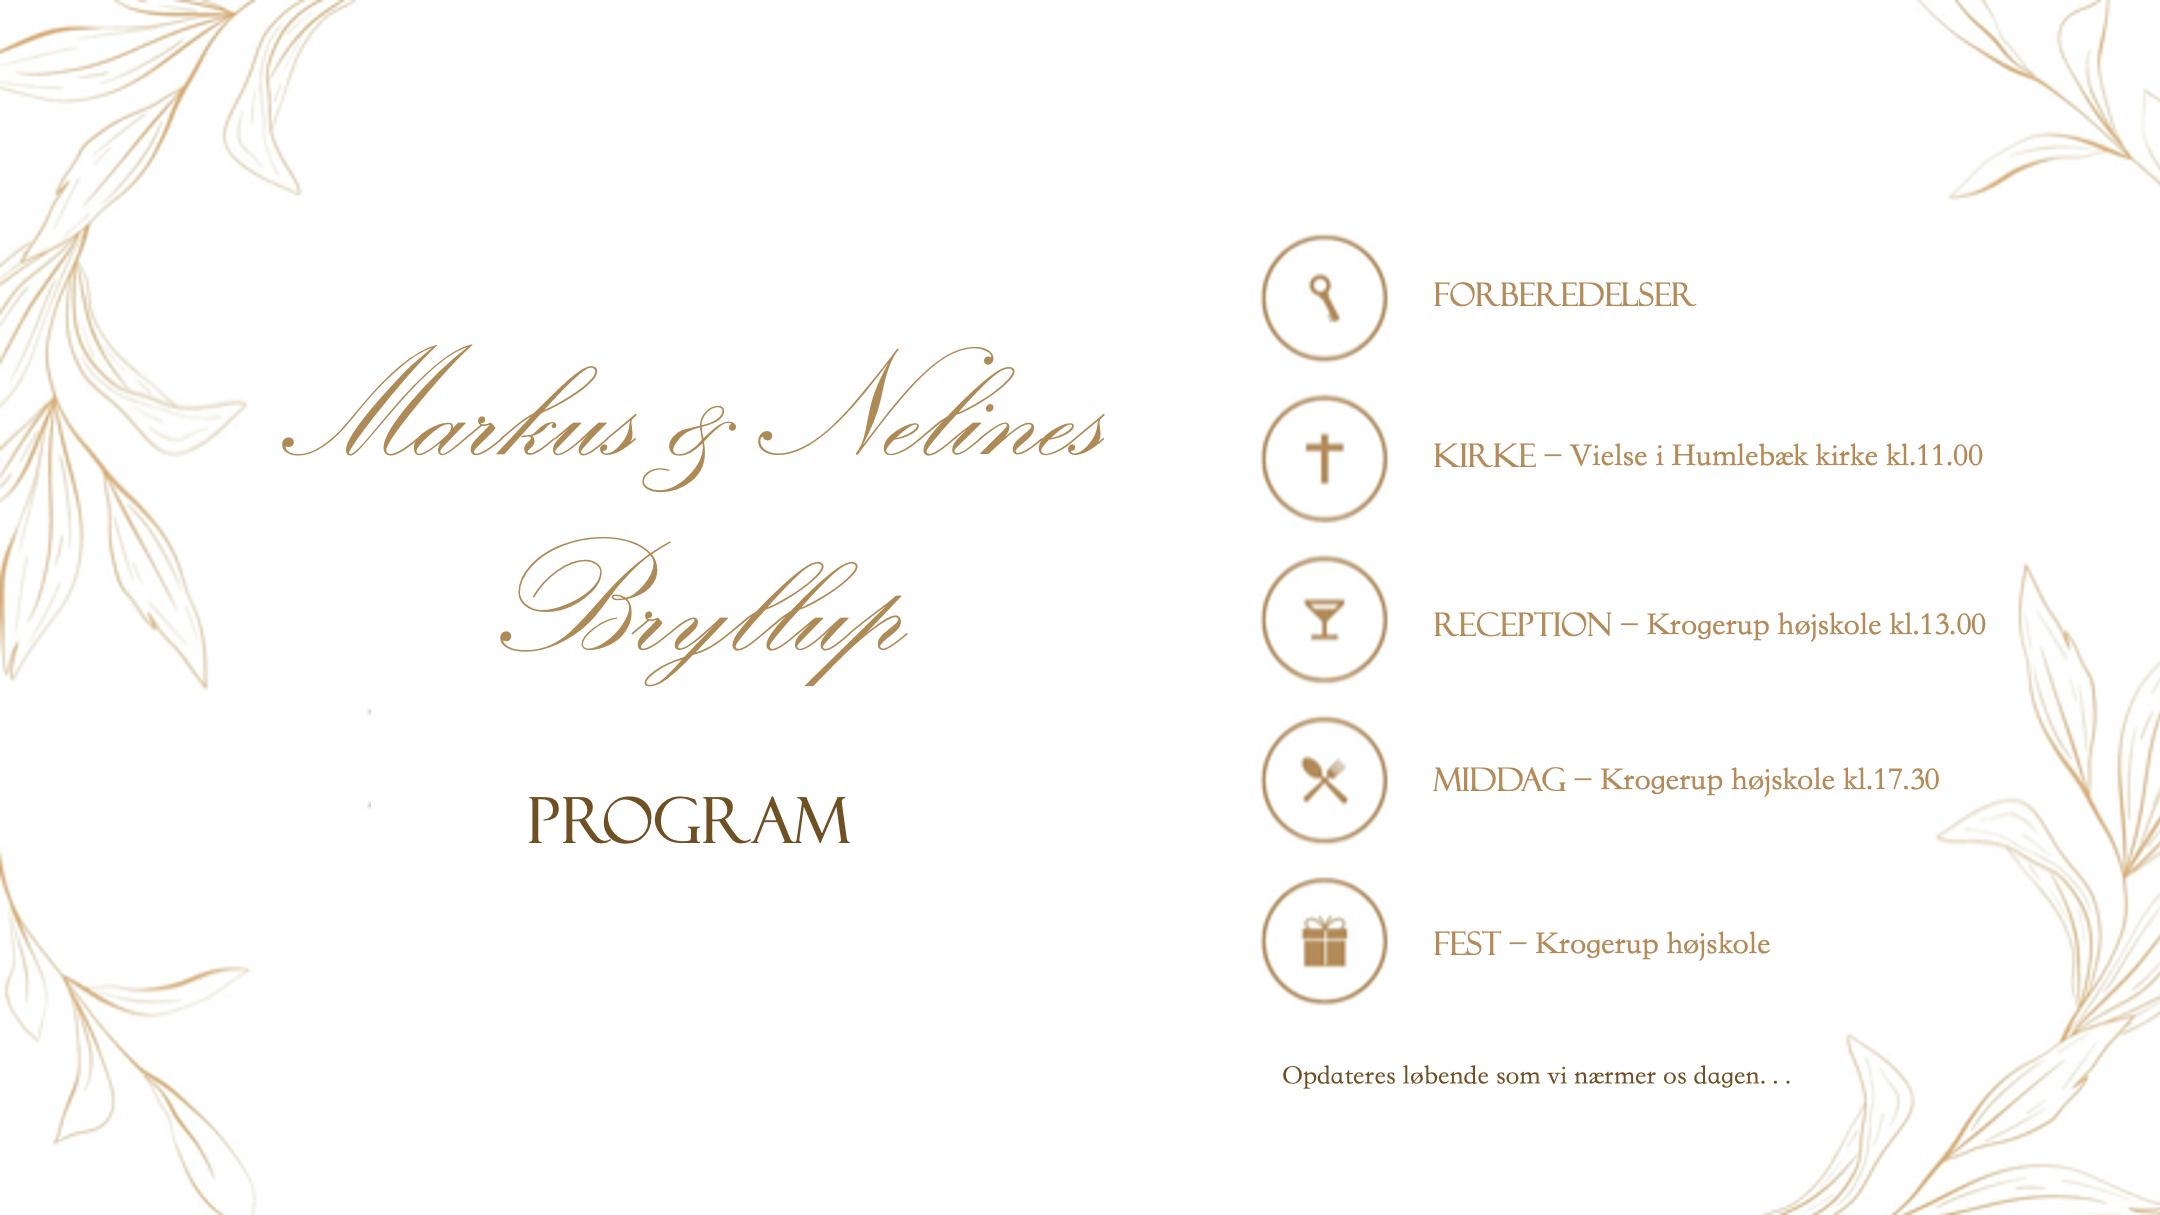 Markus & Nelines
Bryllup
PROGRAM
FORBEREDELSER
KIRKE – Vielse i Humlebæk kirke kl.11.00
RECEPTION – Krogerup højskole kl.13.00
MIDDAG – Krogerup højskole kl.17.30
FEST – Krogerup højskole
Opdateres løbende som vi nærmer os dagen. . .